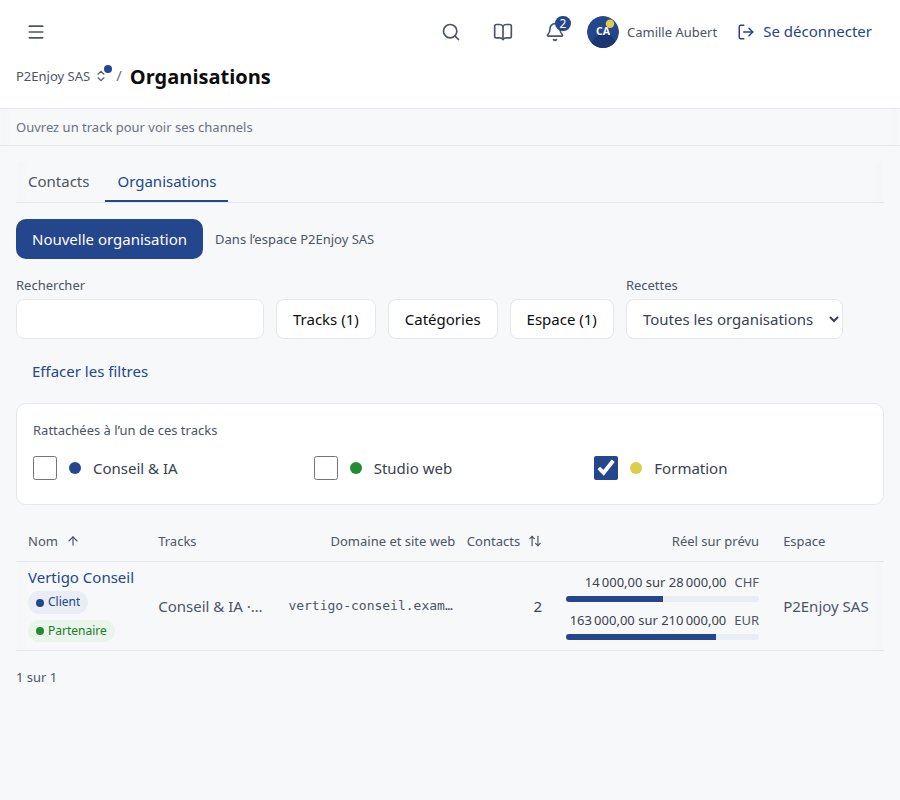 2
CA
Camille Aubert
Se déconnecter
P2Enjoy SAS / Organisations
Ouvrez un track pour voir ses channels
Contacts
Organisations
Nouvelle organisation
Dans l'espace P2Enjoy SAS
Rechercher
Recettes
Tracks (1)
Catégories
Espace (1)
Toutes les organisations
Effacer les filtres
Rattachées à l'un de ces tracks
Conseil & IA
Studio web
Formation
Nom
Tracks
Domaine et site web
Contacts
Réel sur prévu
Espace
Vertigo Conseil
Client
Partenaire
Conseil & IA ·…
vertigo-conseil.exam…
2
14 000,00 sur 28 000,00 CHF
163 000,00 sur 210 000,00 EUR
P2Enjoy SAS
1 sur 1